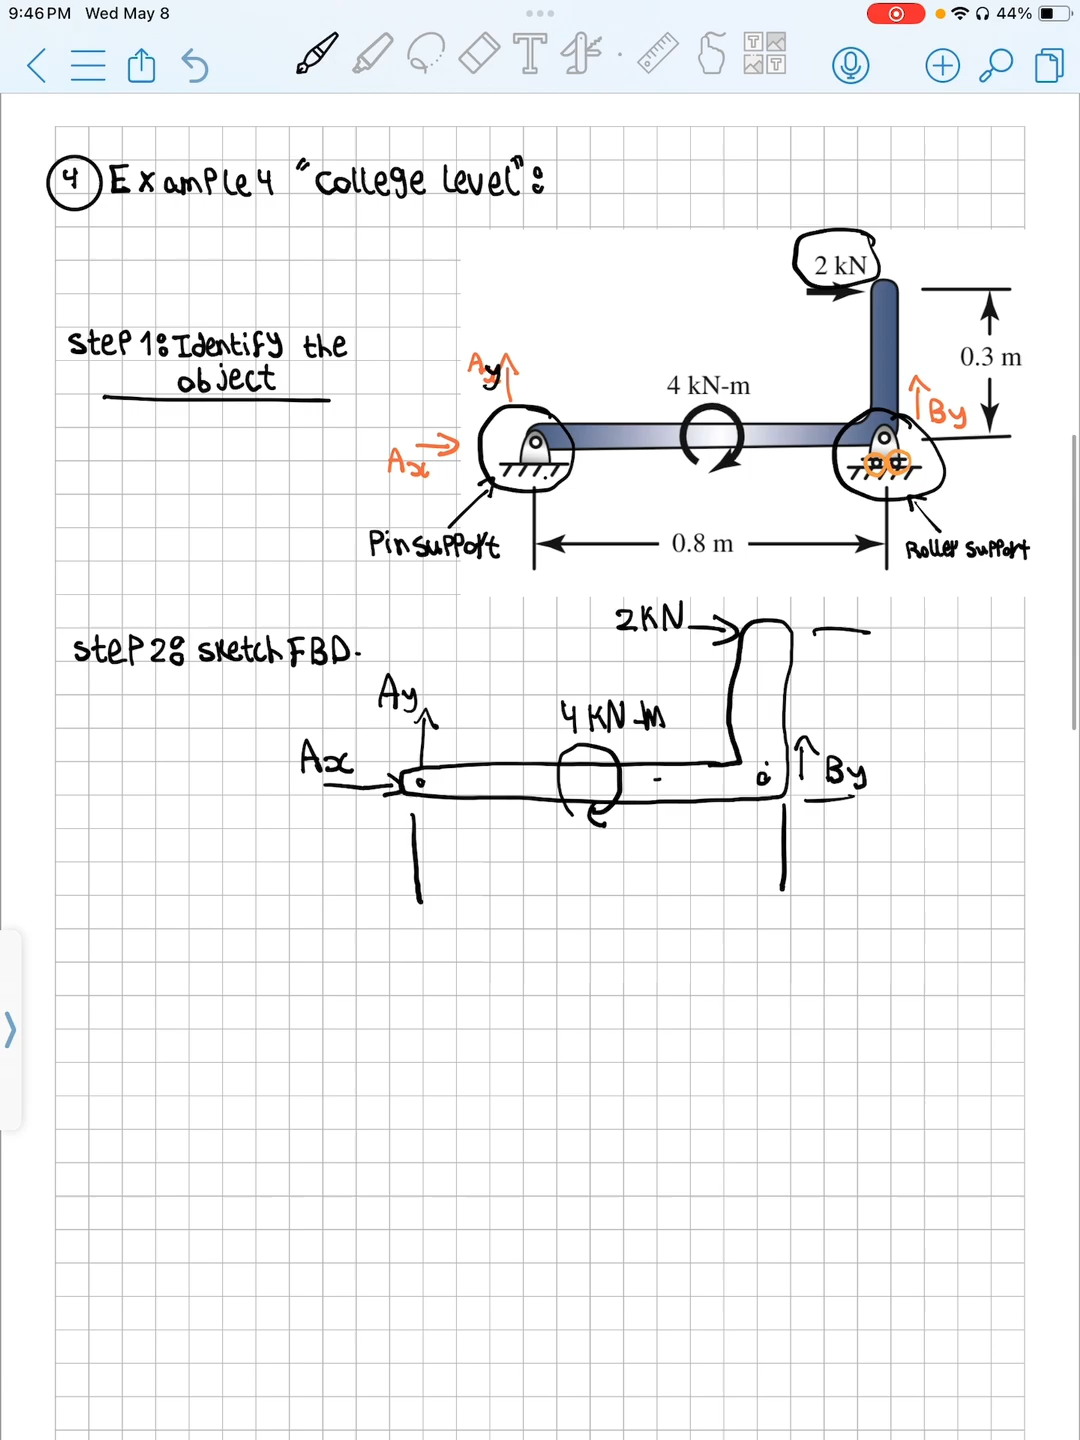 9:46 PM Wed May 8
44%
4 Example 4 "college level":
2 kN
step 1: Identify the
object
0.3 m
Ay
4 kN-m
By
Ax
Pin support
0.8 m
Roller support
2KN
step 2: sketch FBD.
Ay
4 KN-m
Ax
By